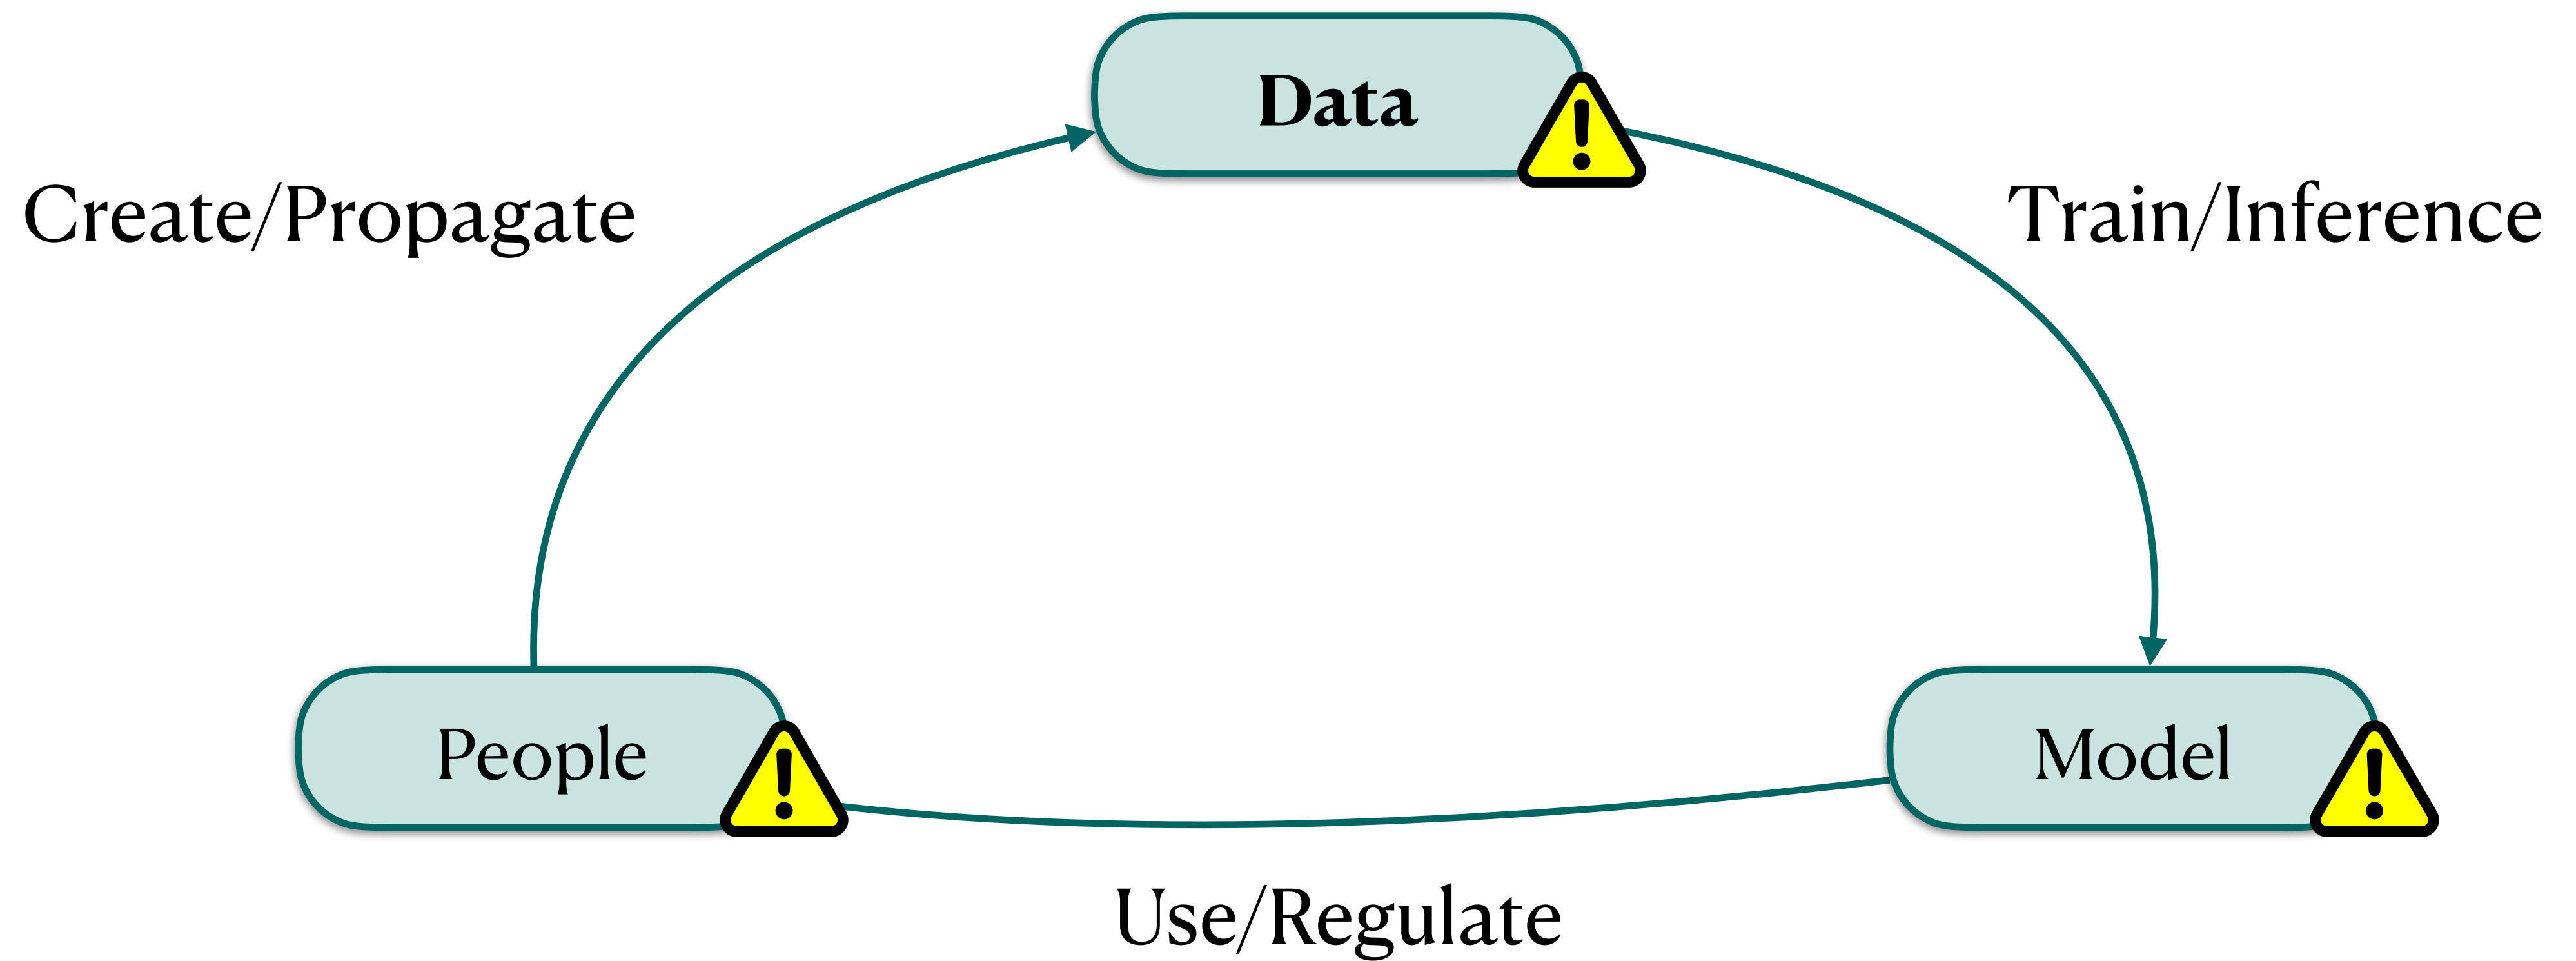 Data
Create/Propagate
Train/Inference
People
Model
Use/Regulate